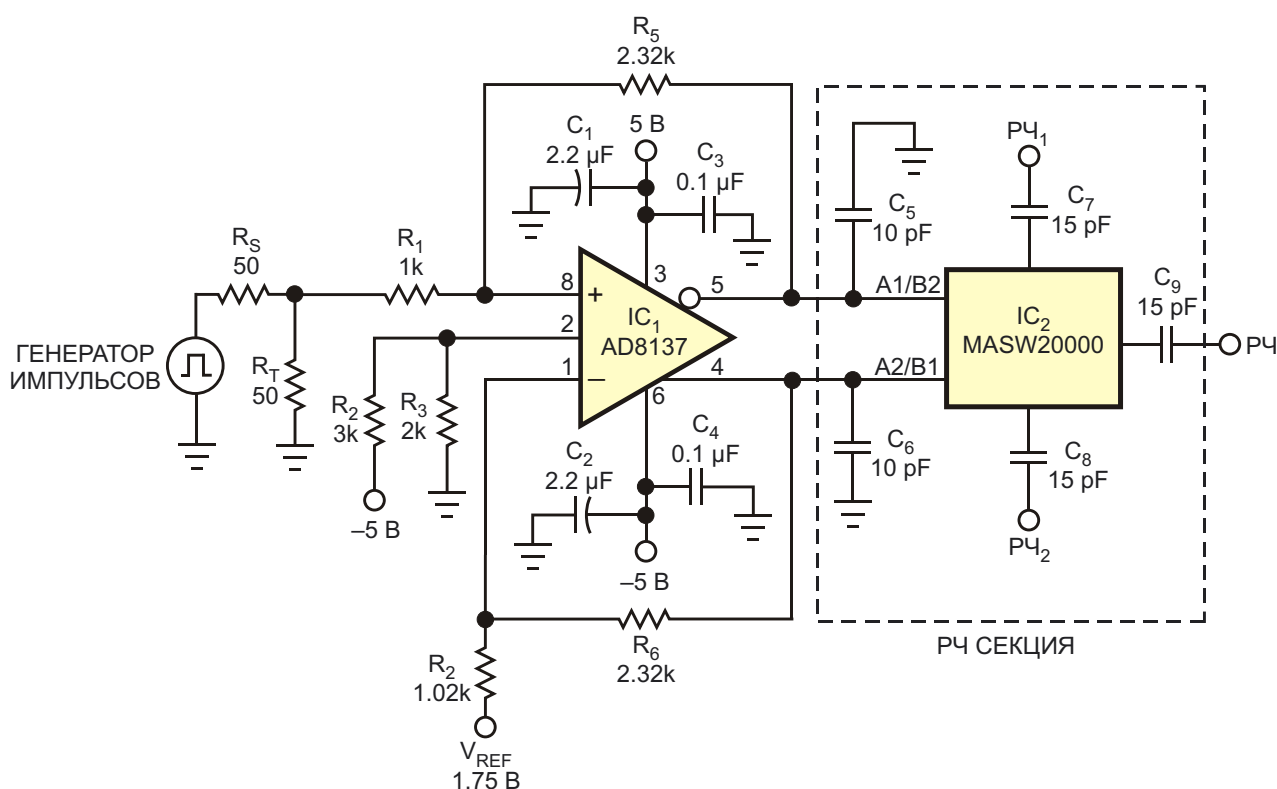 R5
2.32k
C1
2.2 µF
5 В
C3
0.1 µF
РЧ1
C5
10 pF
C7
15 pF
RS
50
R1
1k
8
+
3
5
A1/B2
C9
15 pF
IC1
AD8137
IC2
MASW20000
РЧ
ГЕНЕРАТОР
ИМПУЛЬСОВ
RT
50
2
1
–
4
6
A2/B1
R2
3k
R3
2k
C4
0.1 µF
C2
2.2 µF
C6
10 pF
C8
15 pF
–5 В
–5 В
РЧ2
R6
2.32k
РЧ СЕКЦИЯ
R2
1.02k
VREF
1.75 В